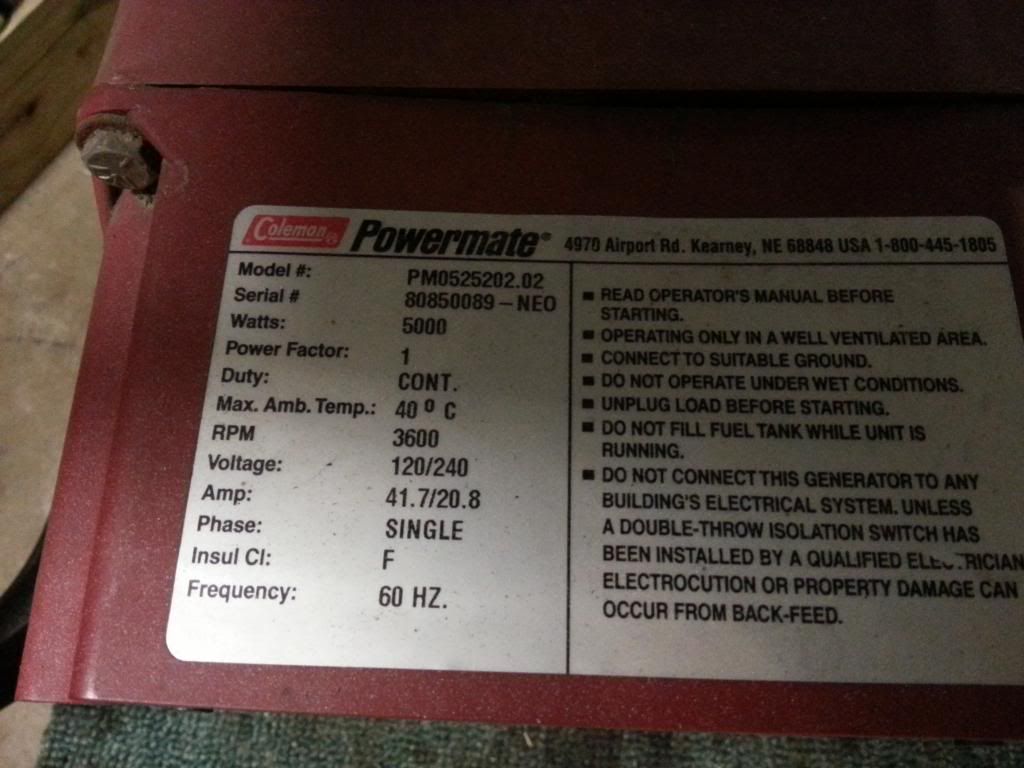 Coleman® Powermate® 4970 Airport Rd. Kearney, NE 68848 USA 1-800-445-1805
Model #: PM0525202.02
Serial # 80850089–NEO
Watts: 5000
Power Factor: 1
Duty: CONT.
Max. Amb. Temp.: 40 º C
RPM 3600
Voltage: 120/240
Amp: 41.7/20.8
Phase: SINGLE
Insul Cl: F
Frequency: 60 HZ.
■ READ OPERATOR'S MANUAL BEFORE
STARTING.
■ OPERATING ONLY IN A WELL VENTILATED AREA.
■ CONNECT TO SUITABLE GROUND.
■ DO NOT OPERATE UNDER WET CONDITIONS.
■ UNPLUG LOAD BEFORE STARTING.
■ DO NOT FILL FUEL TANK WHILE UNIT IS
RUNNING.
■ DO NOT CONNECT THIS GENERATOR TO ANY
BUILDING'S ELECTRICAL SYSTEM. UNLESS
A DOUBLE-THROW ISOLATION SWITCH HAS
BEEN INSTALLED BY A QUALIFIED ELECTRICIAN
ELECTROCUTION OR PROPERTY DAMAGE CAN
OCCUR FROM BACK-FEED.